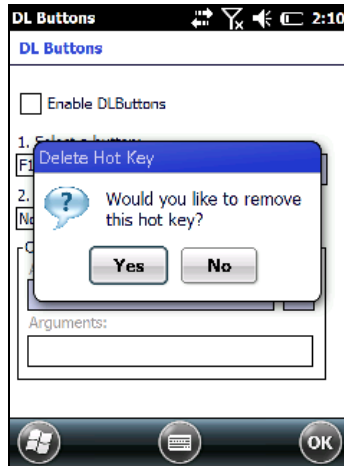 DL Buttons 2:10
DL Buttons
Enable DLButtons
1.
F1
Delete Hot Key
2.
Would you like to remove
this hot key?
Yes No
Arguments:
OK